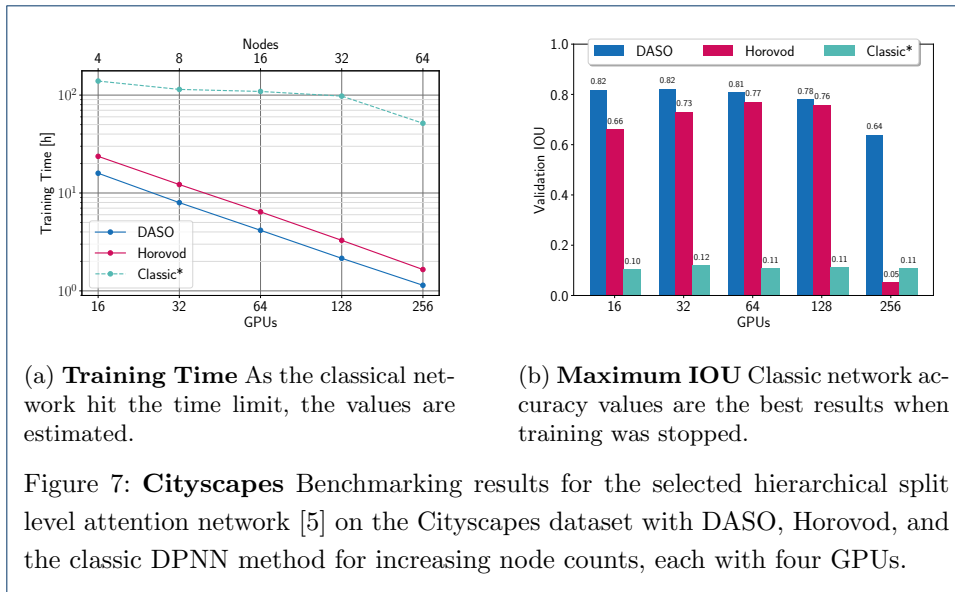 Nodes
4 8 16 32 64
10²
10¹
10⁰
Training Time [h]
DASO
Horovod
Classic*
16 32 64 128 256
GPUs
DASO Horovod Classic*
1.0
0.8
0.6
0.4
0.2
0.0
Validation IOU
0.82 0.66 0.10
0.82 0.73 0.12
0.81 0.77 0.11
0.78 0.76 0.11
0.64 0.05 0.11
16 32 64 128 256
GPUs
(a) Training Time As the classical net-
work hit the time limit, the values are
estimated.
(b) Maximum IOU Classic network ac-
curacy values are the best results when
training was stopped.
Figure 7: Cityscapes Benchmarking results for the selected hierarchical split
level attention network [5] on the Cityscapes dataset with DASO, Horovod, and
the classic DPNN method for increasing node counts, each with four GPUs.